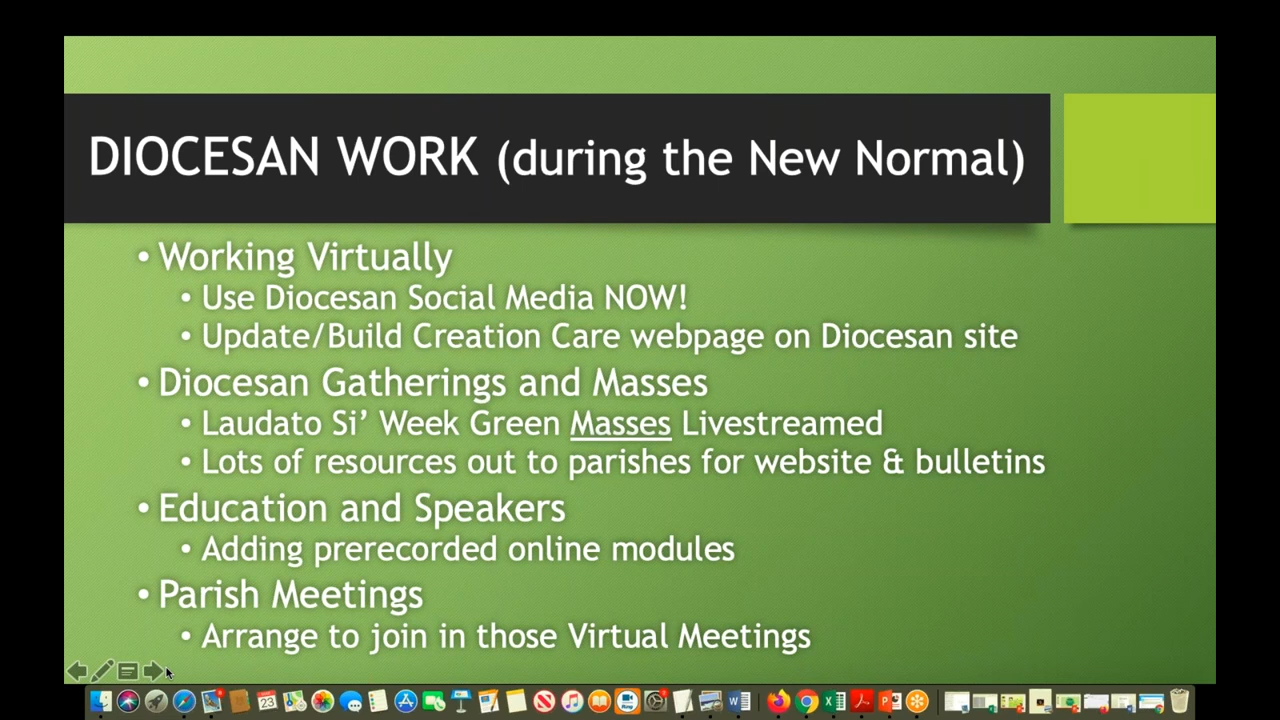 DIOCESAN WORK (during the New Normal)
• Working Virtually
• Use Diocesan Social Media NOW!
• Update/Build Creation Care webpage on Diocesan site
• Diocesan Gatherings and Masses
• Laudato Si’ Week Green Masses Livestreamed
• Lots of resources out to parishes for website & bulletins
• Education and Speakers
• Adding prerecorded online modules
• Parish Meetings
• Arrange to join in those Virtual Meetings
23